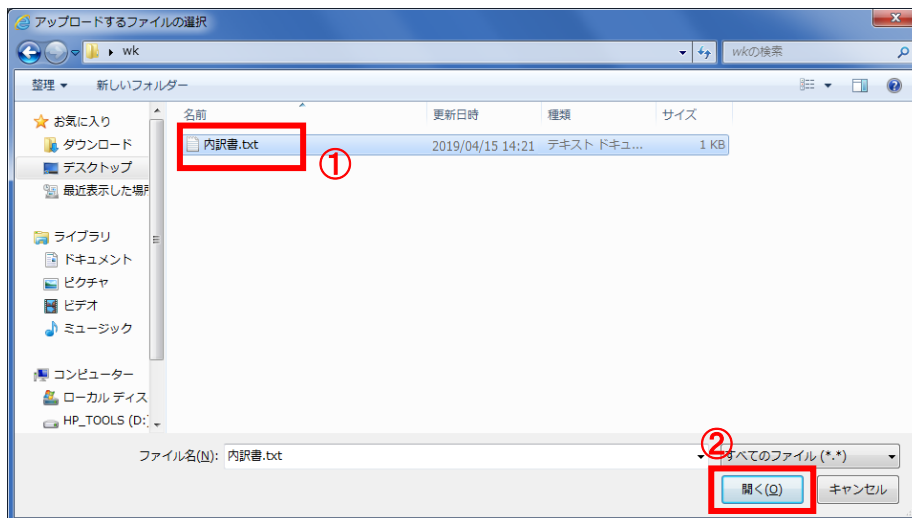 アップロードするファイルの選択
wk
wkの検索
整理
新しいフォルダー
名前 更新日時 種類 サイズ
内訳書.txt 2019/04/15 14:21 テキスト ドキュ... 1 KB
①
お気に入り
ダウンロード
デスクトップ
最近表示した場所
ライブラリ
ドキュメント
ピクチャ
ビデオ
ミュージック
コンピューター
ローカル ディス
HP_TOOLS (D:)
ファイル名(N): 内訳書.txt
②
すべてのファイル (*.*)
開く(O) キャンセル